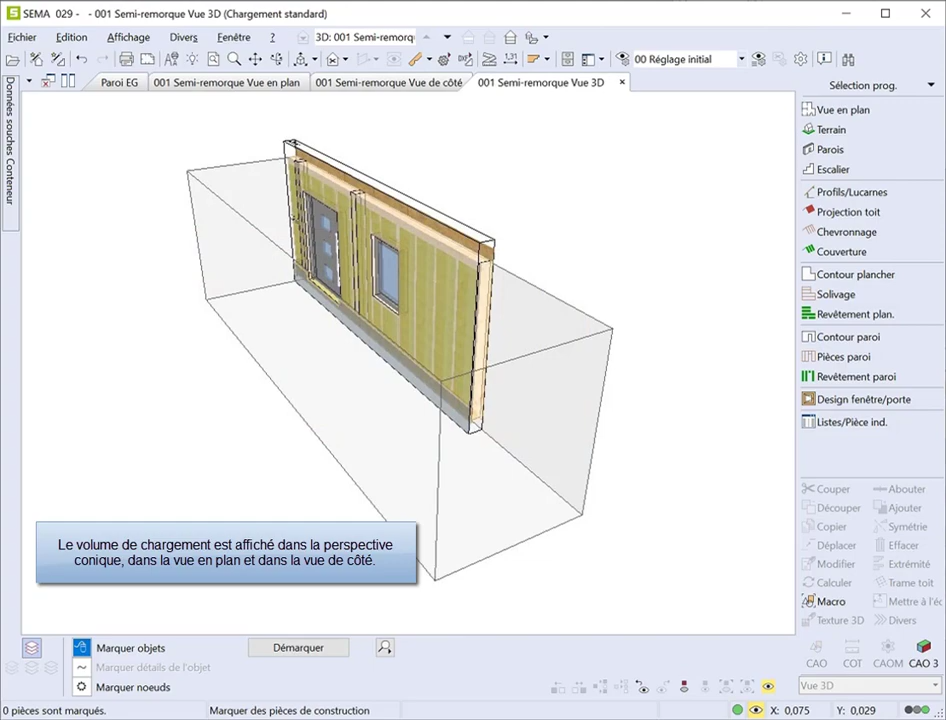 SEMA 029 - - 001 Semi-remorque Vue 3D (Chargement standard)
Fichier Edition Affichage Divers Fenêtre ? 3D: 001 Semi-remorq
00 Réglage initial
Paroi EG 001 Semi-remorque Vue en plan 001 Semi-remorque Vue de côté 001 Semi-remorque Vue 3D
Données souches Conteneur
Sélection prog.
Vue en plan
Terrain
Parois
Escalier
Profils/Lucarnes
Projection toit
Chevronnage
Couverture
Contour plancher
Solivage
Revêtement plan.
Contour paroi
Pièces paroi
Revêtement paroi
Design fenêtre/porte
Listes/Pièce ind.
Couper Abouter
Découper Ajouter
Copier Symétrie
Déplacer Effacer
Modifier Extrémité
Calculer Trame toit
Macro Mettre à l'éc
Texture 3D Divers
CAO COT CAOM CAO 3
Vue 3D
Le volume de chargement est affiché dans la perspective
conique, dans la vue en plan et dans la vue de côté.
Marquer objets Démarquer
Marquer détails de l'objet
Marquer noeuds
0 pièces sont marqués. Marquer des pièces de construction X: 0,075 Y: 0,029